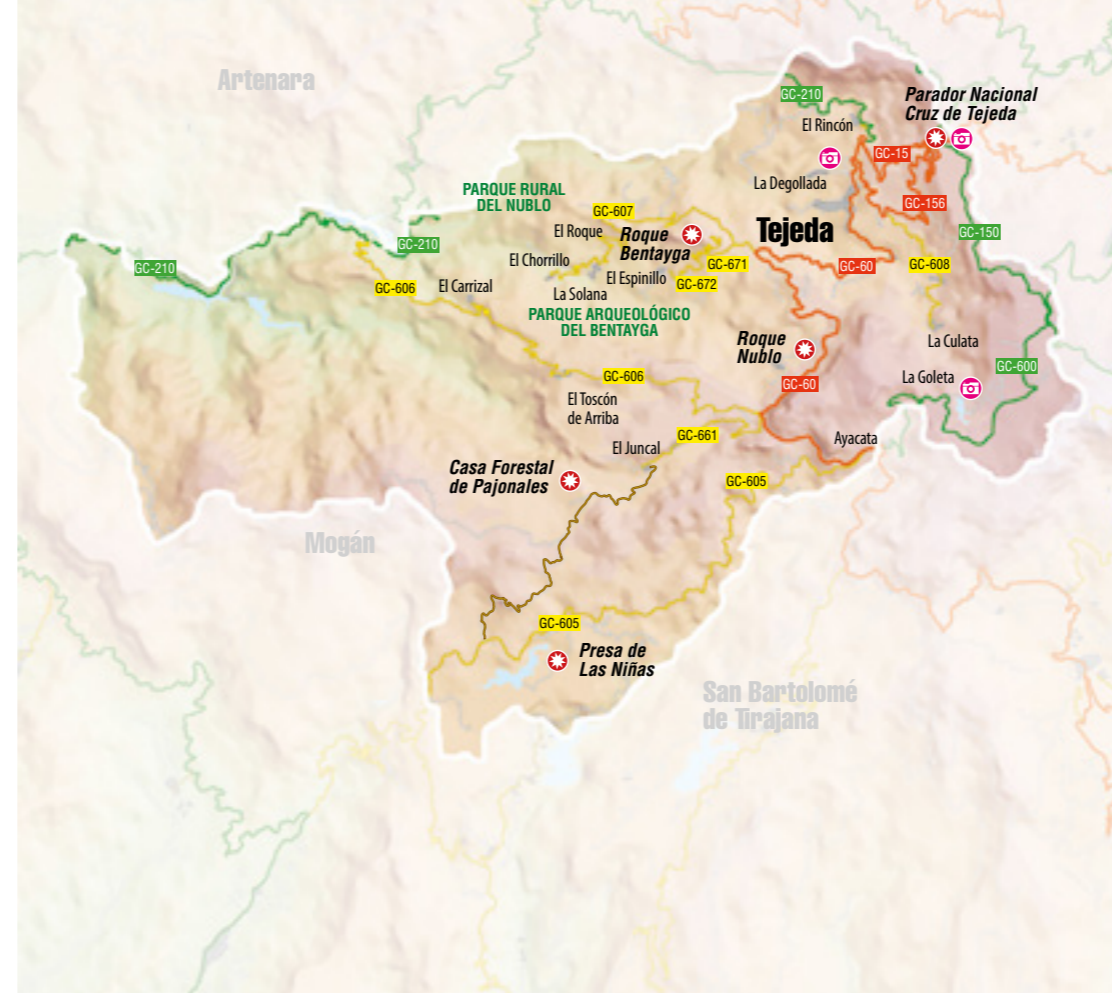 Artenara
GC-210
Parador Nacional
Cruz de Tejeda
El Rincón
GC-15
La Degollada
PARQUE RURAL
DEL NUBLO
GC-156
GC-607
El Roque
Roque
Bentayga
Tejeda
GC-150
GC-210
GC-210
El Chorrillo
GC-671
GC-60
GC-608
El Espinillo
GC-672
GC-606
El Carrizal
La Solana
PARQUE ARQUEOLÓGICO
DEL BENTAYGA
Roque
Nublo
La Culata
GC-600
GC-606
La Goleta
GC-60
El Toscón
de Arriba
GC-661
Ayacata
El Juncal
Casa Forestal
de Pajonales
GC-605
Mogán
GC-605
Presa de
Las Niñas
San Bartolomé
de Tirajana